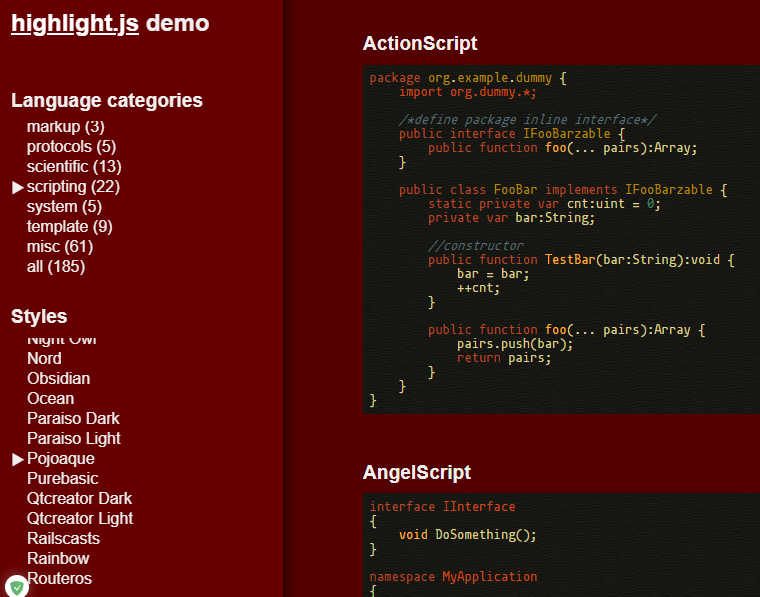 highlight.js demo
Language categories
markup (3)
protocols (5)
scientific (13)
scripting (22)
system (5)
template (9)
misc (61)
all (185)
Styles
Night Owl
Nord
Obsidian
Ocean
Paraiso Dark
Paraiso Light
Pojoaque
Purebasic
Qtcreator Dark
Qtcreator Light
Railscasts
Rainbow
Routeros
ActionScript
package org.example.dummy {
    import org.dummy.*;

    /*define package inline interface*/
    public interface IFooBarzable {
        public function foo(... pairs):Array;
    }

    public class FooBar implements IFooBarzable {
        static private var cnt:uint = 0;
        private var bar:String;

        //constructor
        public function TestBar(bar:String):void {
            bar = bar;
            ++cnt;
        }

        public function foo(... pairs):Array {
            pairs.push(bar);
            return pairs;
        }
    }
}
AngelScript
interface IInterface
{
    void DoSomething();
}

namespace MyApplication
{